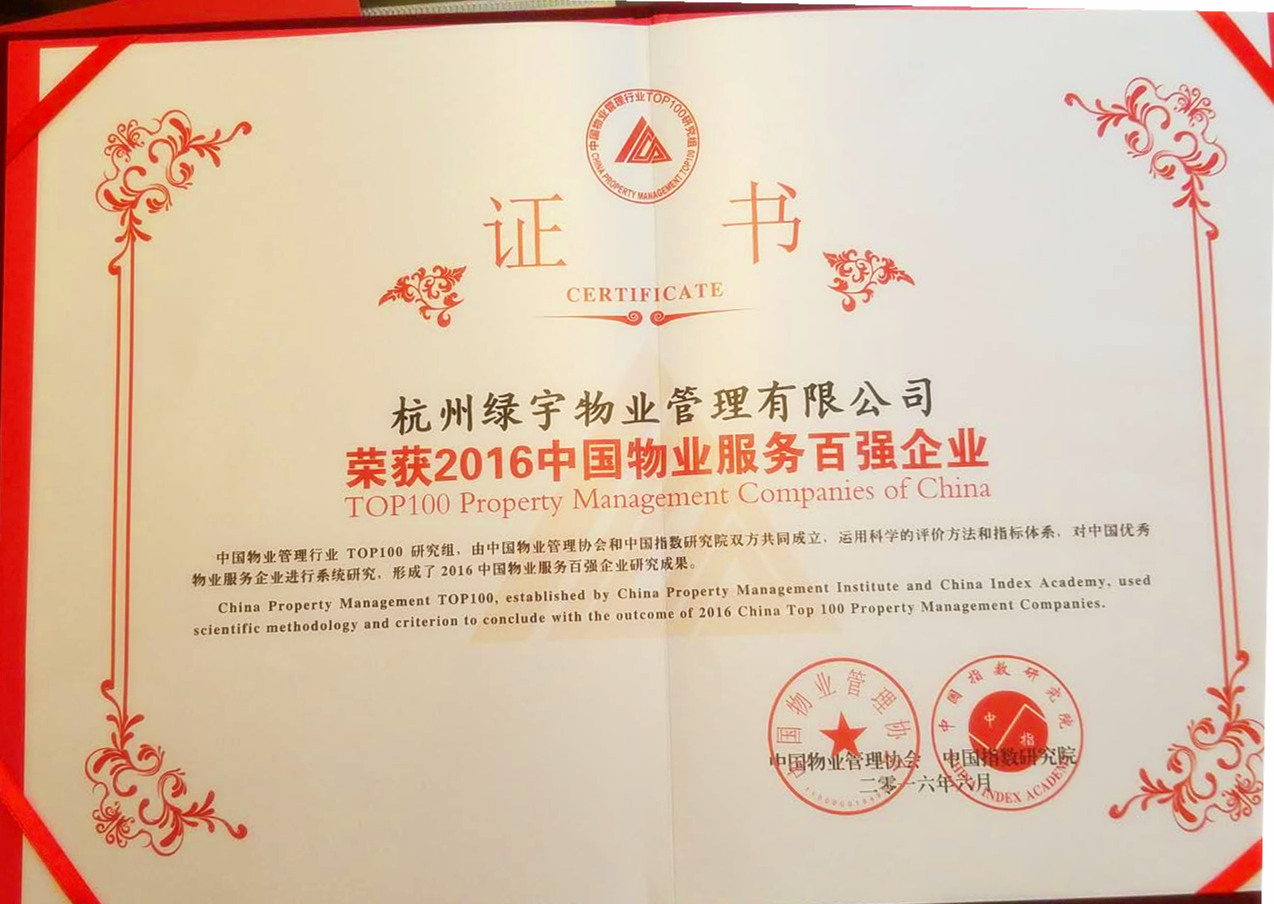 中国物业管理行业TOP100研究组
CHINA PROPERTY MANAGEMENT TOP100
证 书
CERTIFICATE
杭州绿宇物业管理有限公司
荣获2016中国物业服务百强企业
TOP100 Property Management Companies of China
中国物业管理行业 TOP100 研究组，由中国物业管理协会和中国指数研究院双方共同成立，运用科学的评价方法和指标体系，对中国优秀
物业服务企业进行系统研究，形成了 2016 中国物业服务百强企业研究成果。
China Property Management TOP100, established by China Property Management Institute and China Index Academy, used
scientific methodology and criterion to conclude with the outcome of 2016 China Top 100 Property Management Companies.
中国物业管理协会
中国指数研究院
中指
CHINA INDEX ACADEMY
中国物业管理协会 中国指数研究院
二零一六年六月